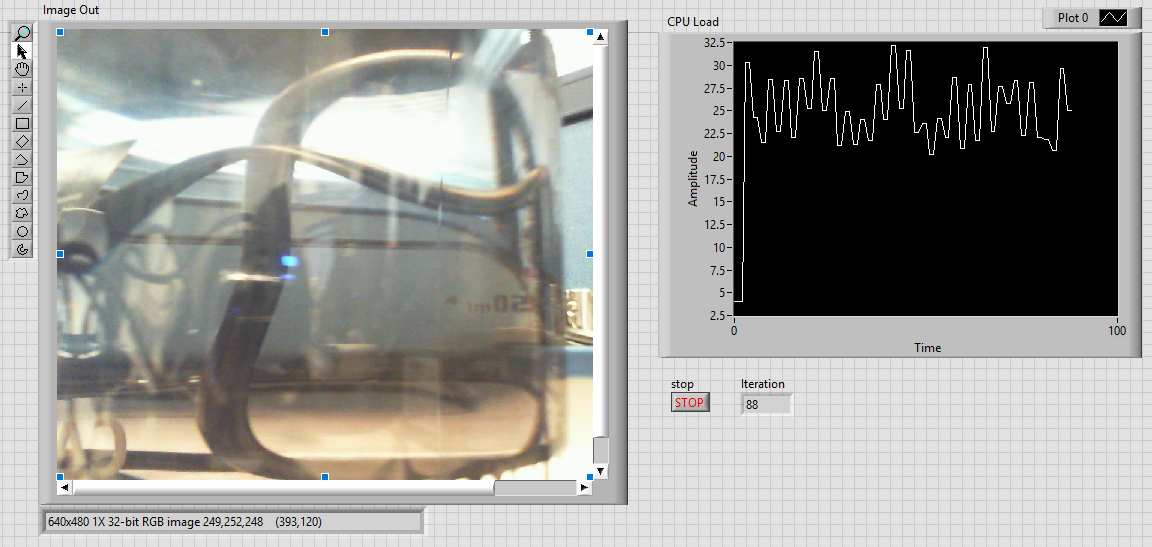 Image Out
640x480 1X 32-bit RGB image 249,252,248 (393,120)
CPU Load
Plot 0
32.5
30
27.5
25
22.5
20
17.5
15
12.5
10
7.5
5
2.5
Amplitude
0
100
Time
stop
STOP
Iteration
88
50 ml